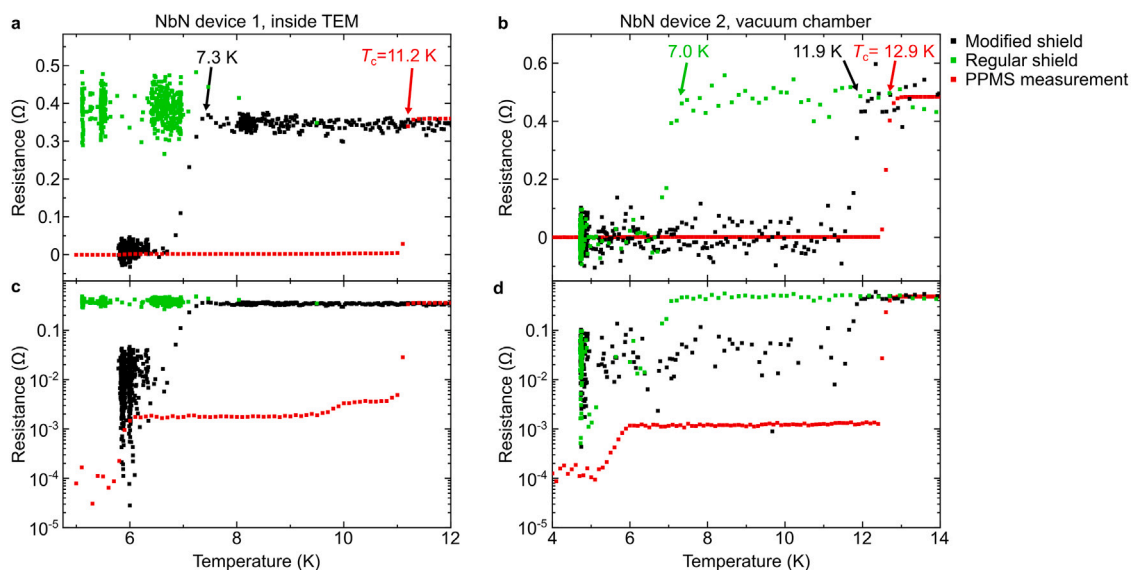 NbN device 1, inside TEM
NbN device 2, vacuum chamber
a
b
c
d
7.3 K
Tc=11.2 K
7.0 K
11.9 K
Tc= 12.9 K
Modified shield
Regular shield
PPMS measurement
Resistance (Ω)
0.5
0.4
0.3
0.2
0.1
0
Resistance (Ω)
0.6
0.4
0.2
0
Resistance (Ω)
0.1
10-2
10-3
10-4
10-5
Resistance (Ω)
0.1
10-2
10-3
10-4
10-5
6 8 10 12
Temperature (K)
4 6 8 10 12 14
Temperature (K)